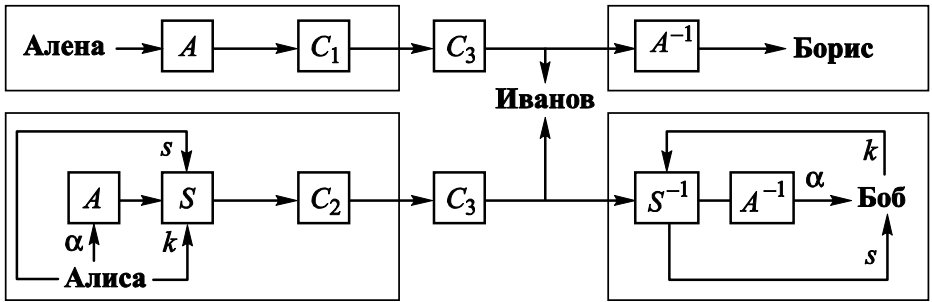 Алена A C₁ C₃ A⁻¹ Борис
Иванов
s k
A S C₂ C₃ S⁻¹ A⁻¹ α Боб
α k s
Алиса